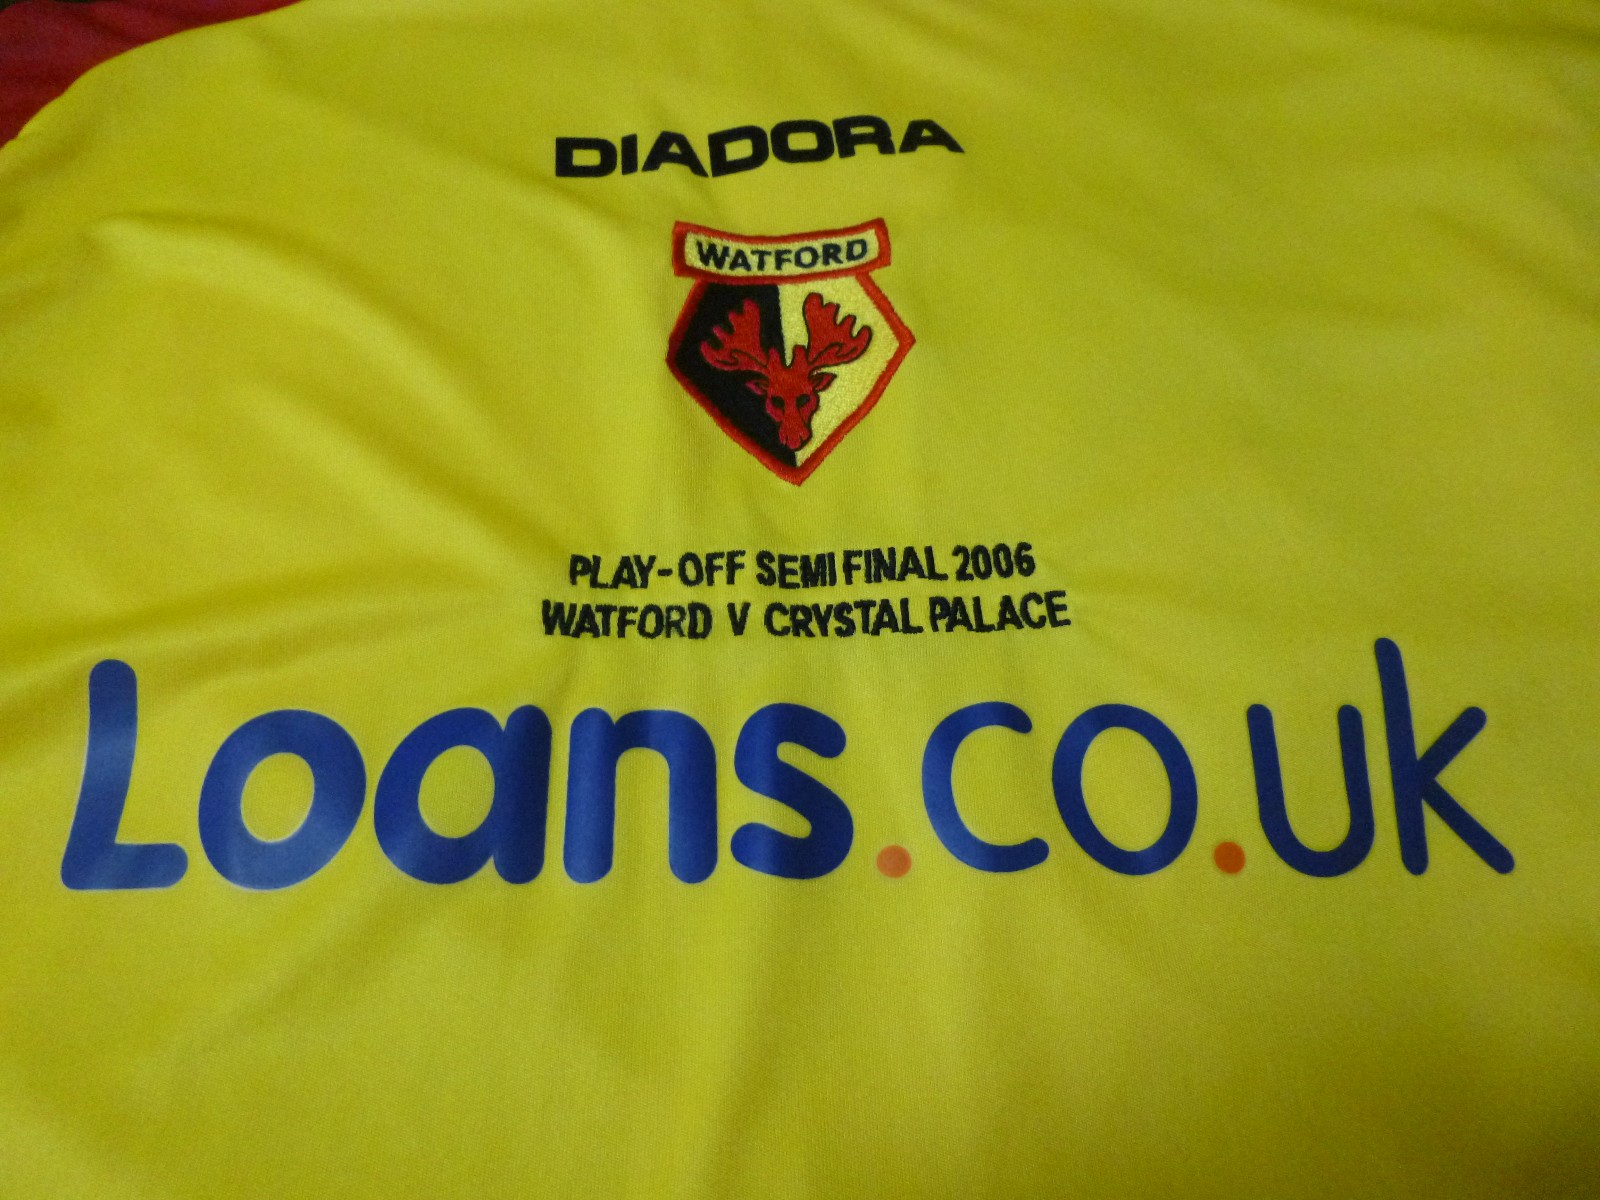 DIADORA
WATFORD
PLAY-OFF SEMI FINAL 2006
WATFORD V CRYSTAL PALACE
Loans.co.uk